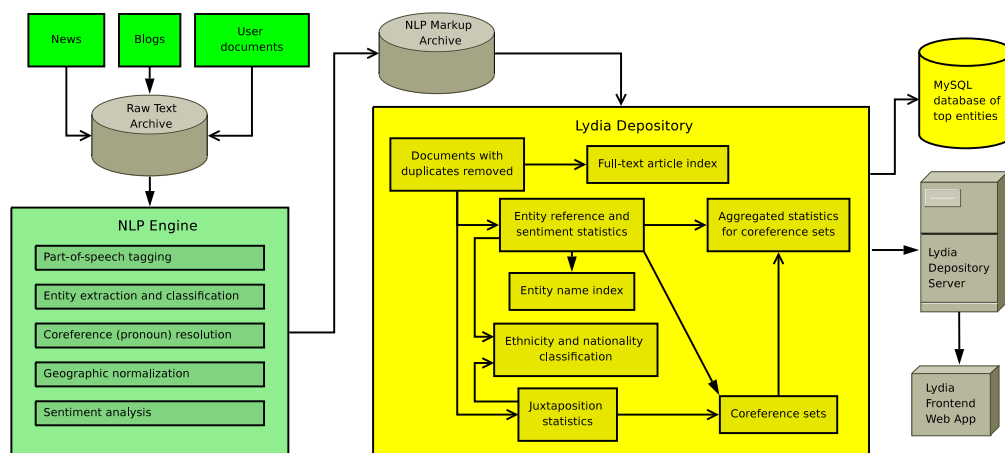 News
Blogs
User
documents
Raw Text
Archive
NLP Engine
Part-of-speech tagging
Entity extraction and classification
Coreference (pronoun) resolution
Geographic normalization
Sentiment analysis
NLP Markup
Archive
Lydia Depository
Documents with
duplicates removed
Full-text article index
Entity reference and
sentiment statistics
Aggregated statistics
for coreference sets
Entity name index
Ethnicity and nationality
classification
Juxtaposition
statistics
Coreference sets
MySQL
database of
top entities
Lydia
Depository
Server
Lydia
Frontend
Web App